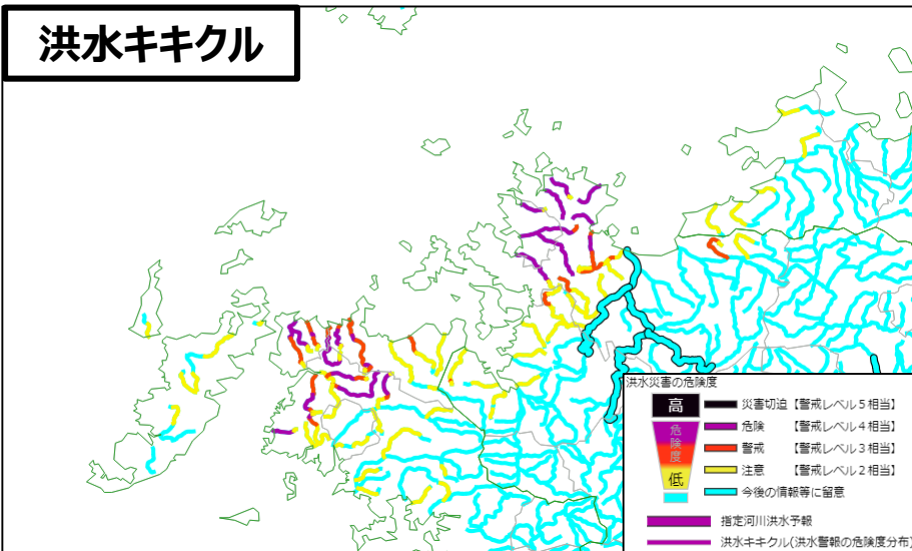 洪水キキクル
洪水災害の危険度
高
危険度
低
災害切迫【警戒レベル5相当】
危険 【警戒レベル4相当】
警戒 【警戒レベル3相当】
注意 【警戒レベル2相当】
今後の情報等に留意
指定河川洪水予報
洪水キキクル(洪水警報の危険度分布)